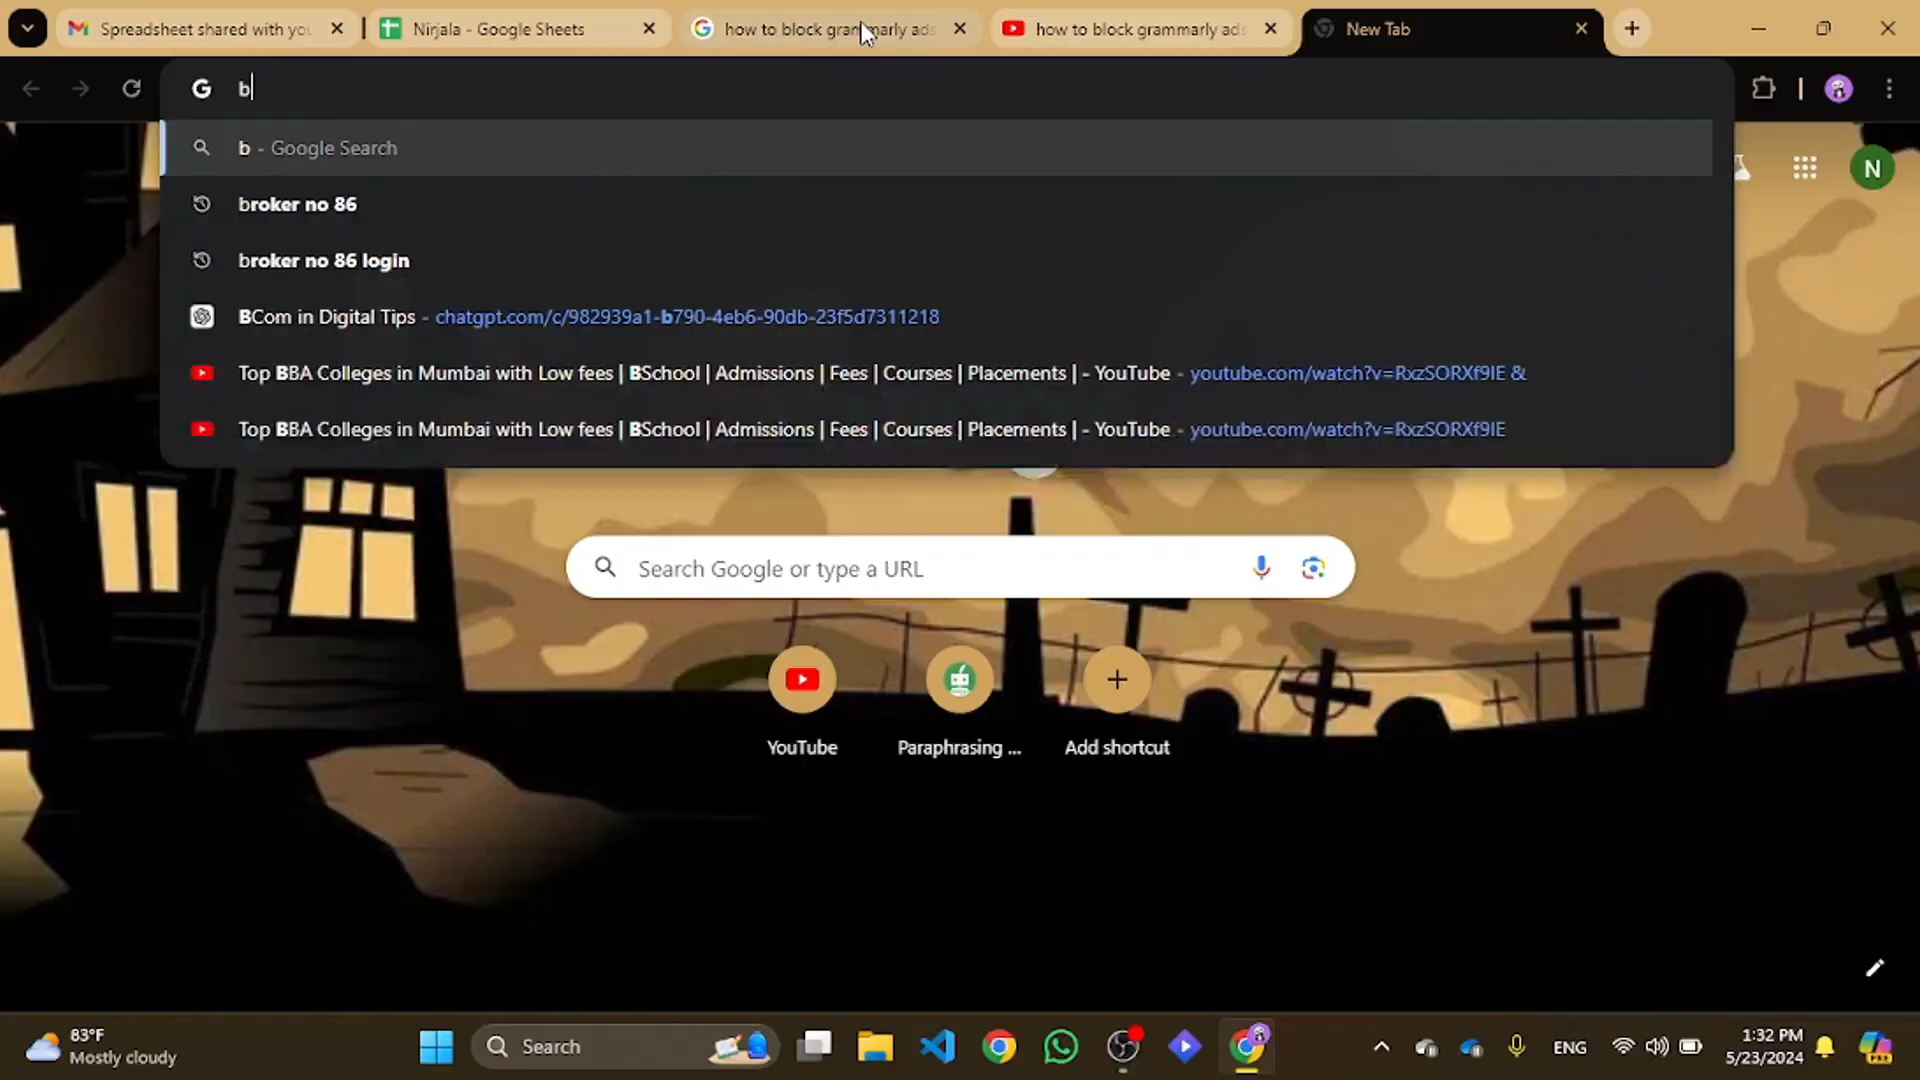 Spreadsheet shared with you
Nirjala - Google Sheets
how to block grammarly ads
how to block grammarly ads
New Tab
b
b - Google Search
broker no 86
broker no 86 login
BCom in Digital Tips - chatgpt.com/c/982939a1-b790-4eb6-90db-23f5d7311218
Top BBA Colleges in Mumbai with Low fees | BSchool | Admissions | Fees | Courses | Placements | - YouTube - youtube.com/watch?v=RxzSORXf9IE &
Top BBA Colleges in Mumbai with Low fees | BSchool | Admissions | Fees | Courses | Placements | - YouTube - youtube.com/watch?v=RxzSORXf9IE
N
Search Google or type a URL
YouTube
Paraphrasing ...
Add shortcut
83°F
Mostly cloudy
Search
ENG
1:32 PM
5/23/2024